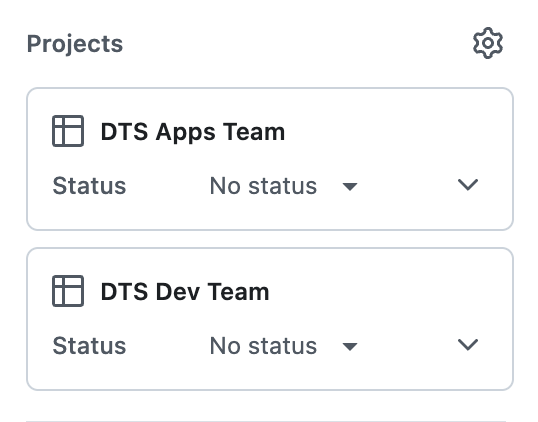 Projects
DTS Apps Team
Status No status
DTS Dev Team
Status No status